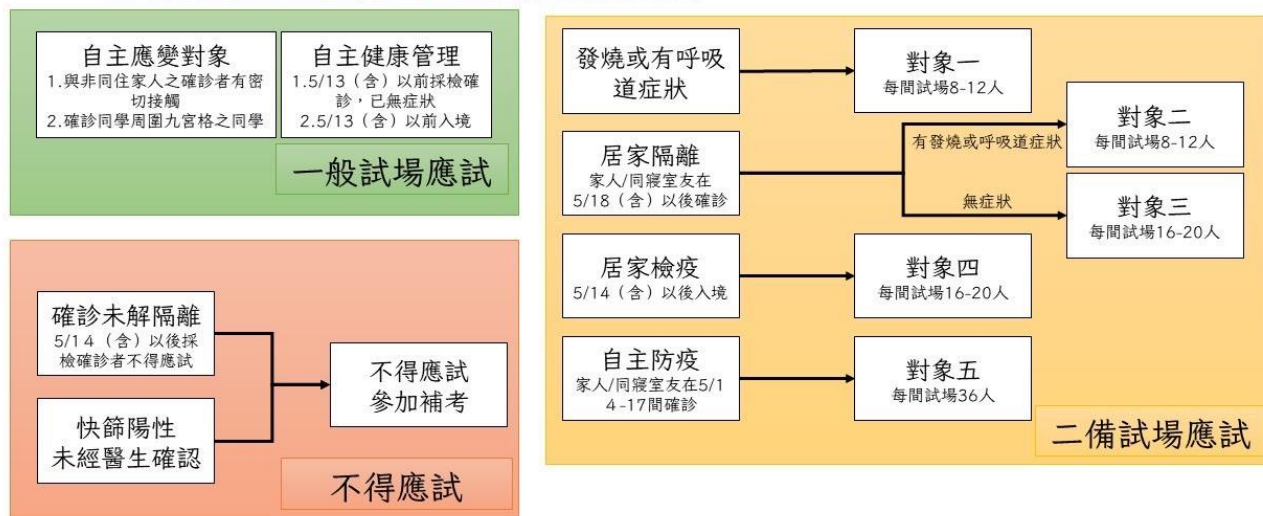 自主應變對象
1.與非同住家人之確診者有密
切接觸
2.確診同學周圍九宮格之同學
自主健康管理
1.5/13（含）以前採檢確
診，已無症狀
2.5/13（含）以前入境
一般試場應試
確診未解隔離
5/14（含）以後採
檢確診者不得應試
快篩陽性
未經醫生確認
不得應試
參加補考
不得應試
發燒或有呼吸
道症狀
對象一
每間試場8-12人
居家隔離
家人/同寢室友在
5/18（含）以後確診
有發燒或呼吸道症狀
對象二
每間試場8-12人
無症狀
對象三
每間試場16-20人
居家檢疫
5/14（含）以後入境
對象四
每間試場16-20人
自主防疫
家人/同寢室友在5/1
4-17間確診
對象五
每間試場36人
二備試場應試